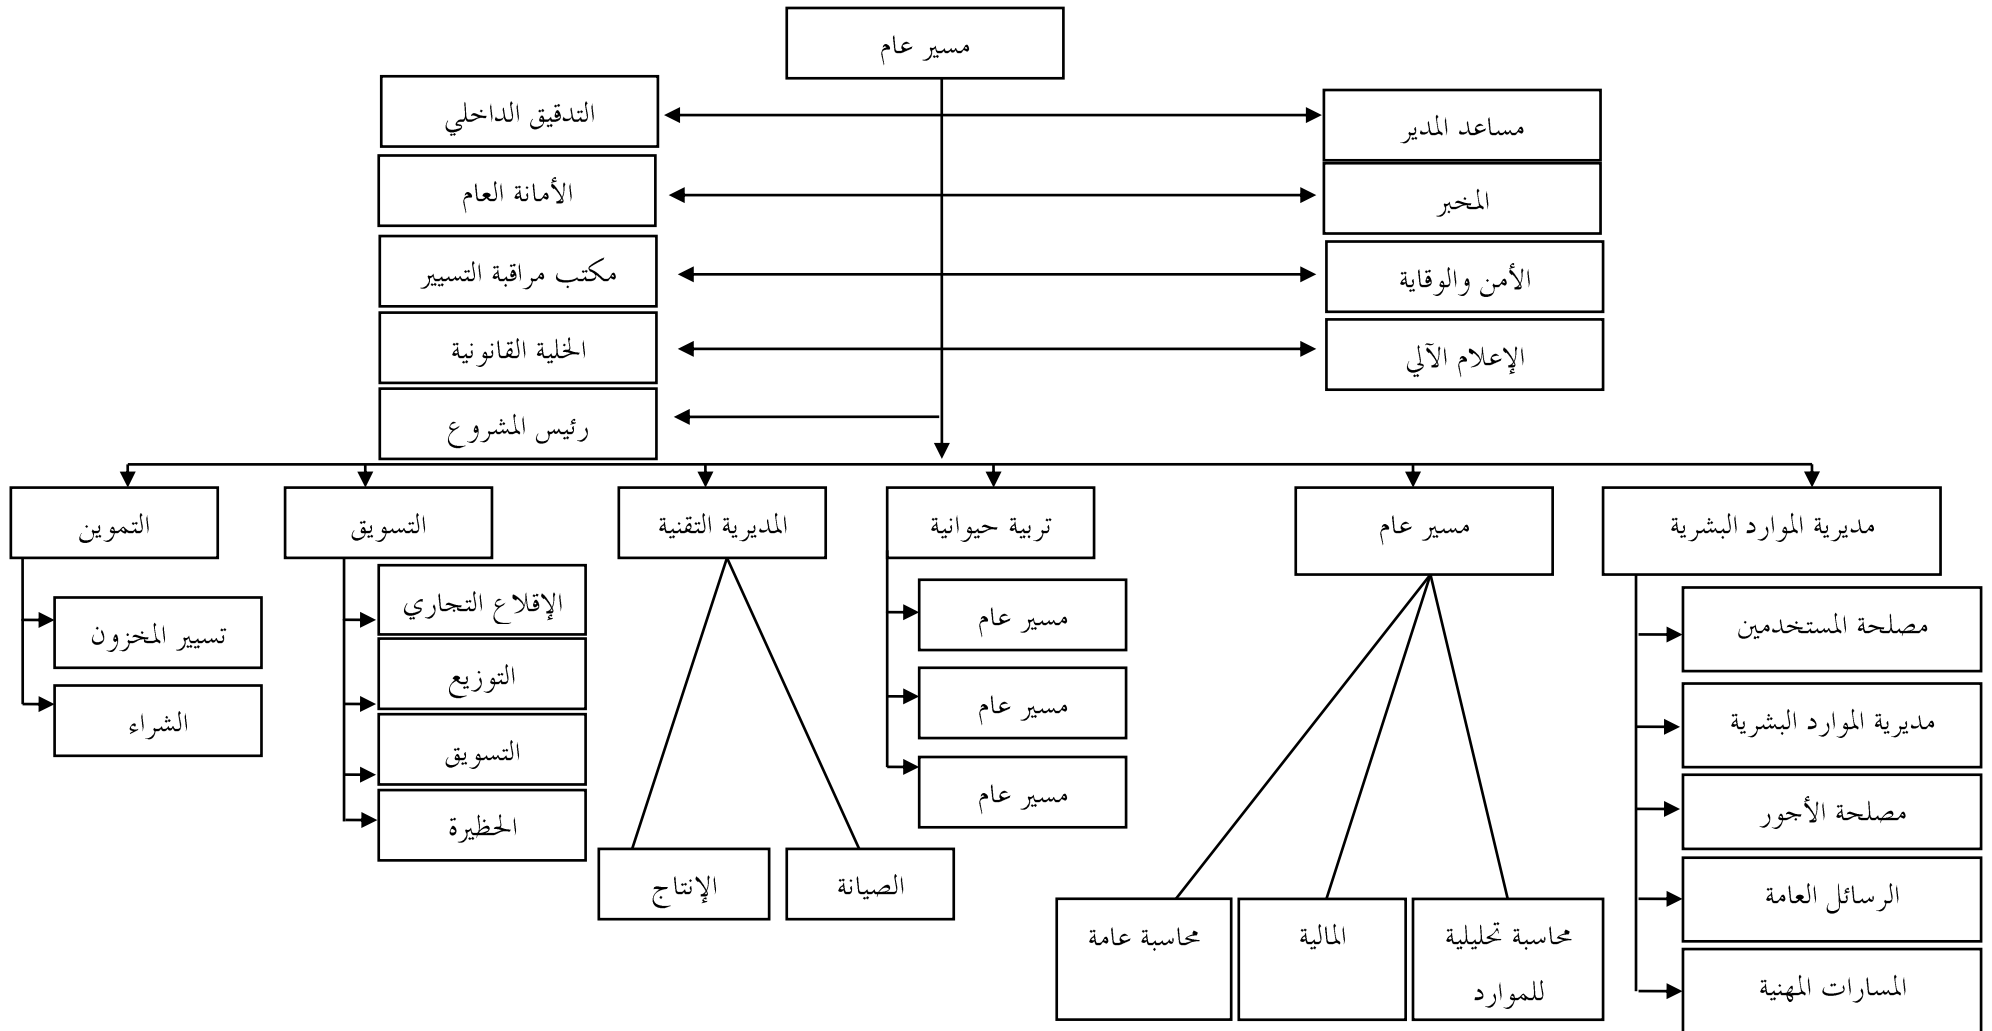 مسير عام
مساعد المدير
التدقيق الداخلي
المخبر
الأمانة العام
الأمن والوقاية
مكتب مراقبة التسيير
الإعلام الآلي
الخلية القانونية
رئيس المشروع
مديرية الموارد البشرية
مسير عام
تربية حيوانية
المديرية التقنية
التسويق
التموين
مصلحة المستخدمين
مديرية الموارد البشرية
مصلحة الأجور
الرسائل العامة
المسارات المهنية
محاسبة تحليلية
للموارد
المالية
محاسبة عامة
مسير عام
مسير عام
مسير عام
الصيانة
الإنتاج
الإقلاع التجاري
التوزيع
التسويق
الحظيرة
تسيير المخزون
الشراء